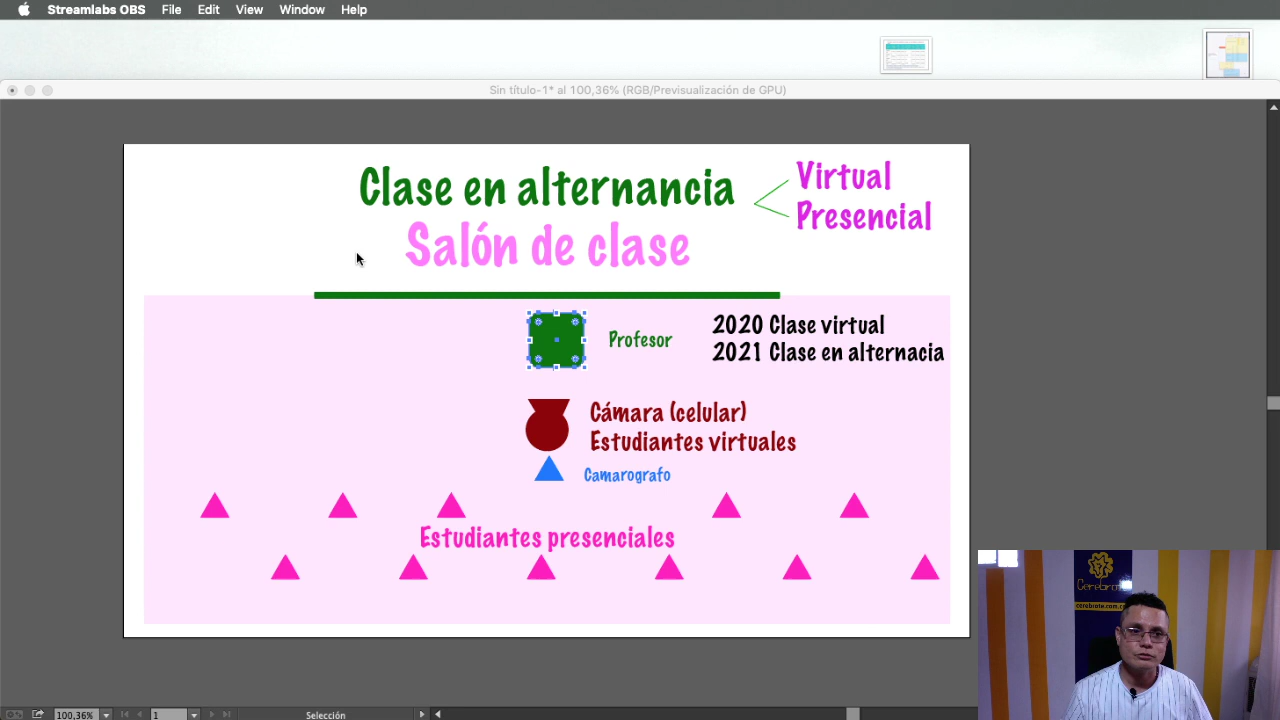 Streamlabs OBS File Edit View Window Help
Sin título-1* al 100,36% (RGB/Previsualización de GPU)
Clase en alternancia
Virtual
Presencial
Salón de clase
Profesor
2020 Clase virtual
2021 Clase en alternacia
Cámara (celular)
Estudiantes virtuales
Camarografo
Estudiantes presenciales
Cerebrote
100,36%
1
Selección